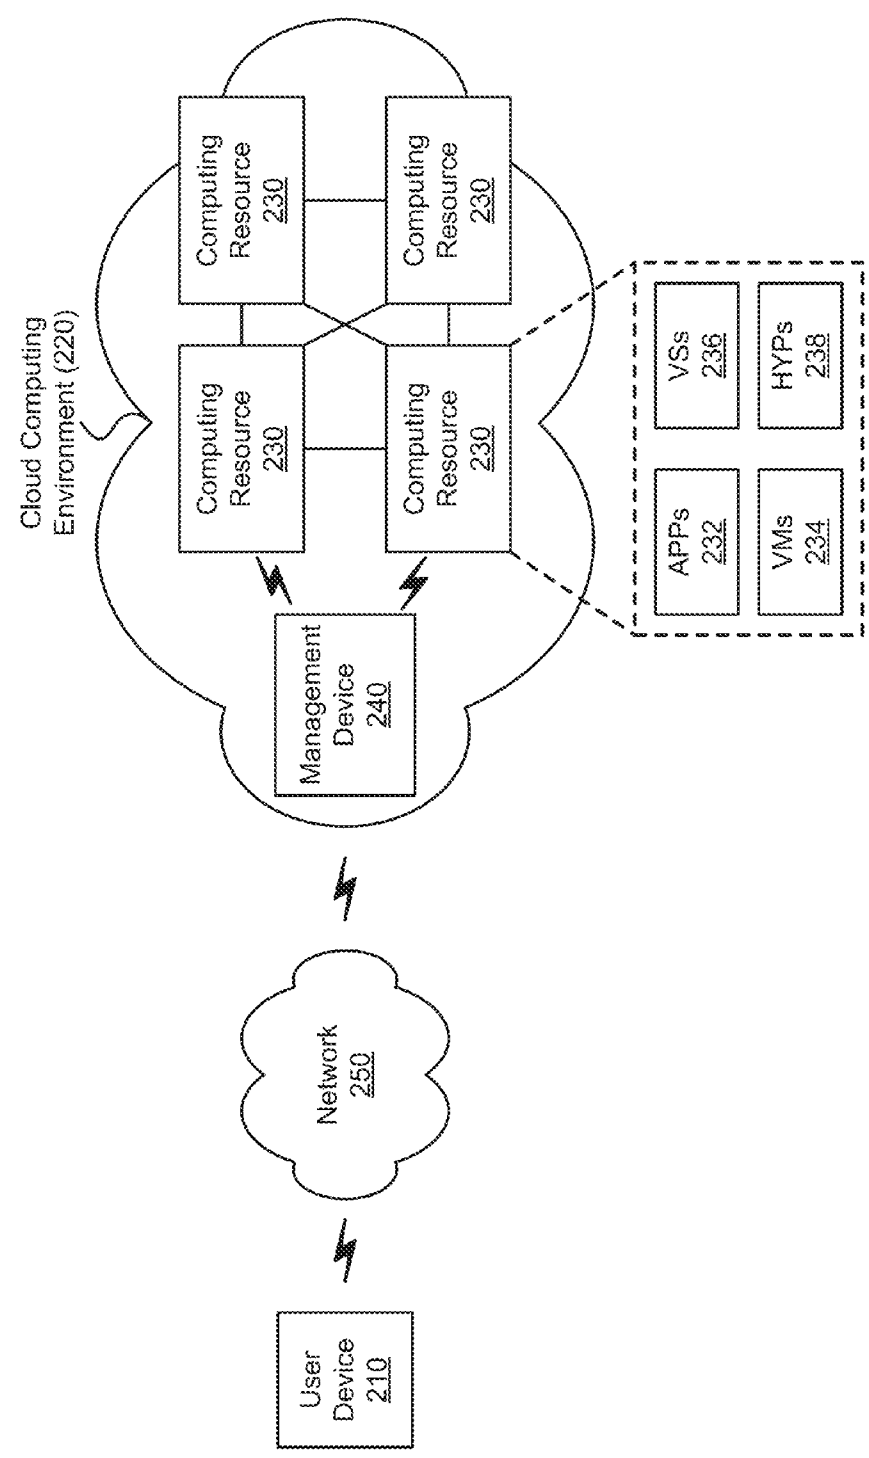 Cloud Computing
Environment (220)
Computing
Resource
230
Computing
Resource
230
Computing
Resource
230
Computing
Resource
230
Management
Device
240
User
Device
210
Network
250
APPs
232
VSs
236
VMs
234
HYPs
238